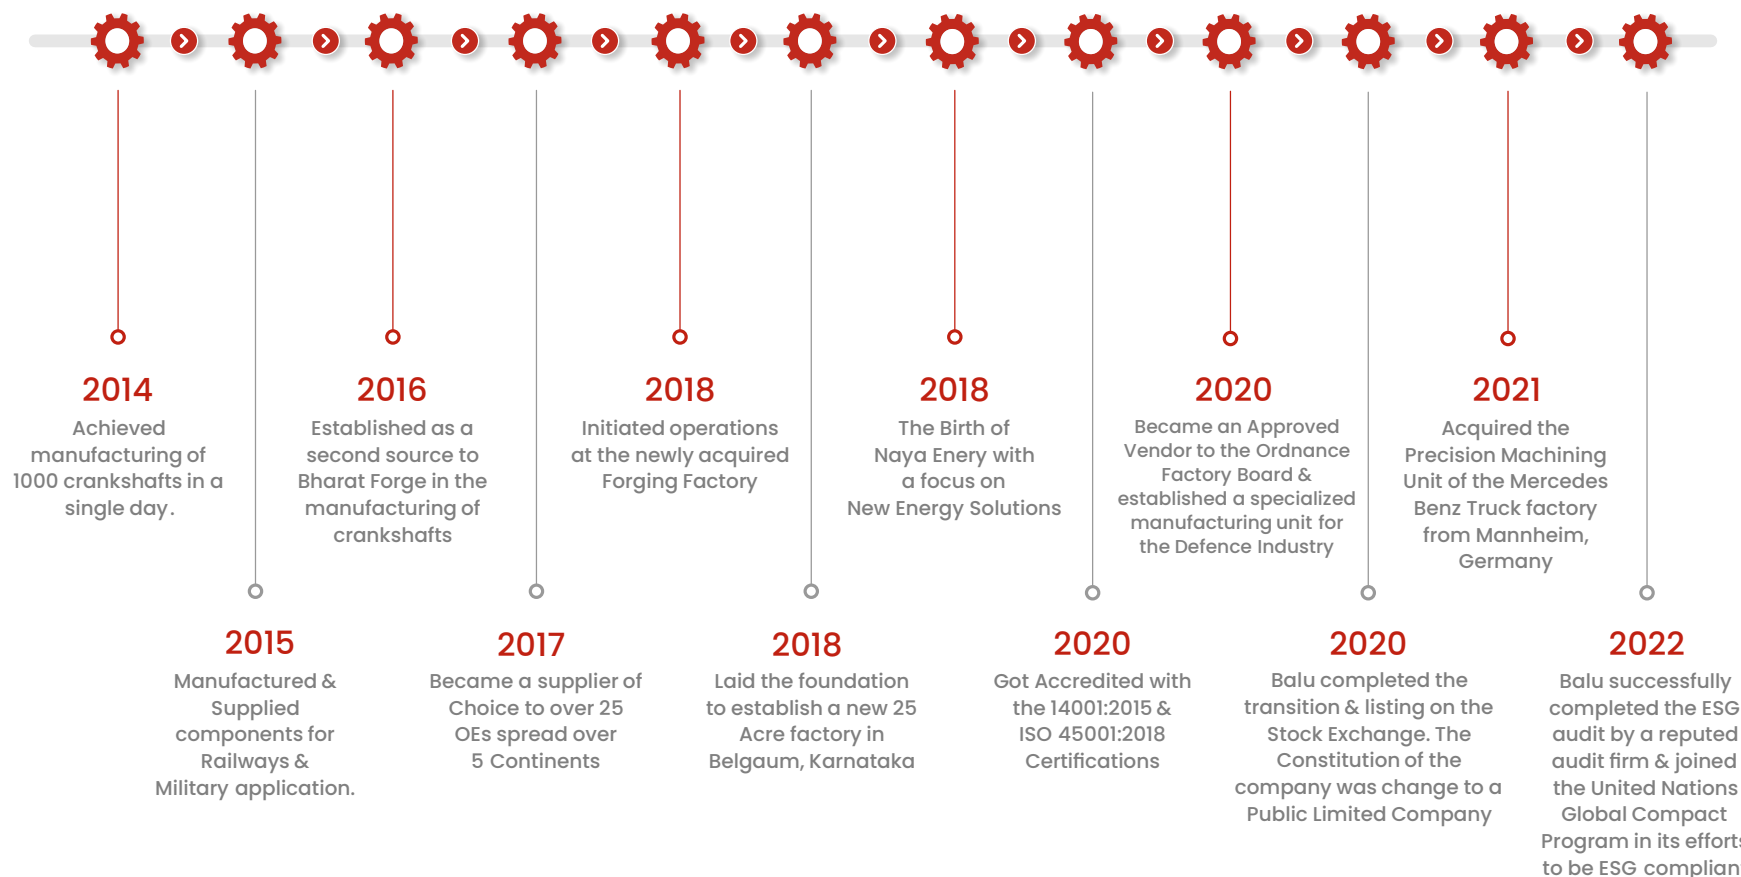 2014
Achieved
manufacturing of
1000 crankshafts in a
single day.
2015
Manufactured &
Supplied
components for
Railways &
Military application.
2016
Established as a
second source to
Bharat Forge in the
manufacturing of
crankshafts
2017
Became a supplier of
Choice to over 25
OEs spread over
5 Continents
2018
Initiated operations
at the newly acquired
Forging Factory
2018
Laid the foundation
to establish a new 25
Acre factory in
Belgaum, Karnataka
2018
The Birth of
Naya Enery with
a focus on
New Energy Solutions
2020
Got Accredited with
the 14001:2015 &
ISO 45001:2018
Certifications
2020
Became an Approved
Vendor to the Ordnance
Factory Board &
established a specialized
manufacturing unit for
the Defence Industry
2020
Balu completed the
transition & listing on the
Stock Exchange. The
Constitution of the
company was change to a
Public Limited Company
2021
Acquired the
Precision Machining
Unit of the Mercedes
Benz Truck factory
from Mannheim,
Germany
2022
Balu successfully
completed the ESG
audit by a reputed
audit firm & joined
the United Nations
Global Compact
Program in its efforts
to be ESG compliant